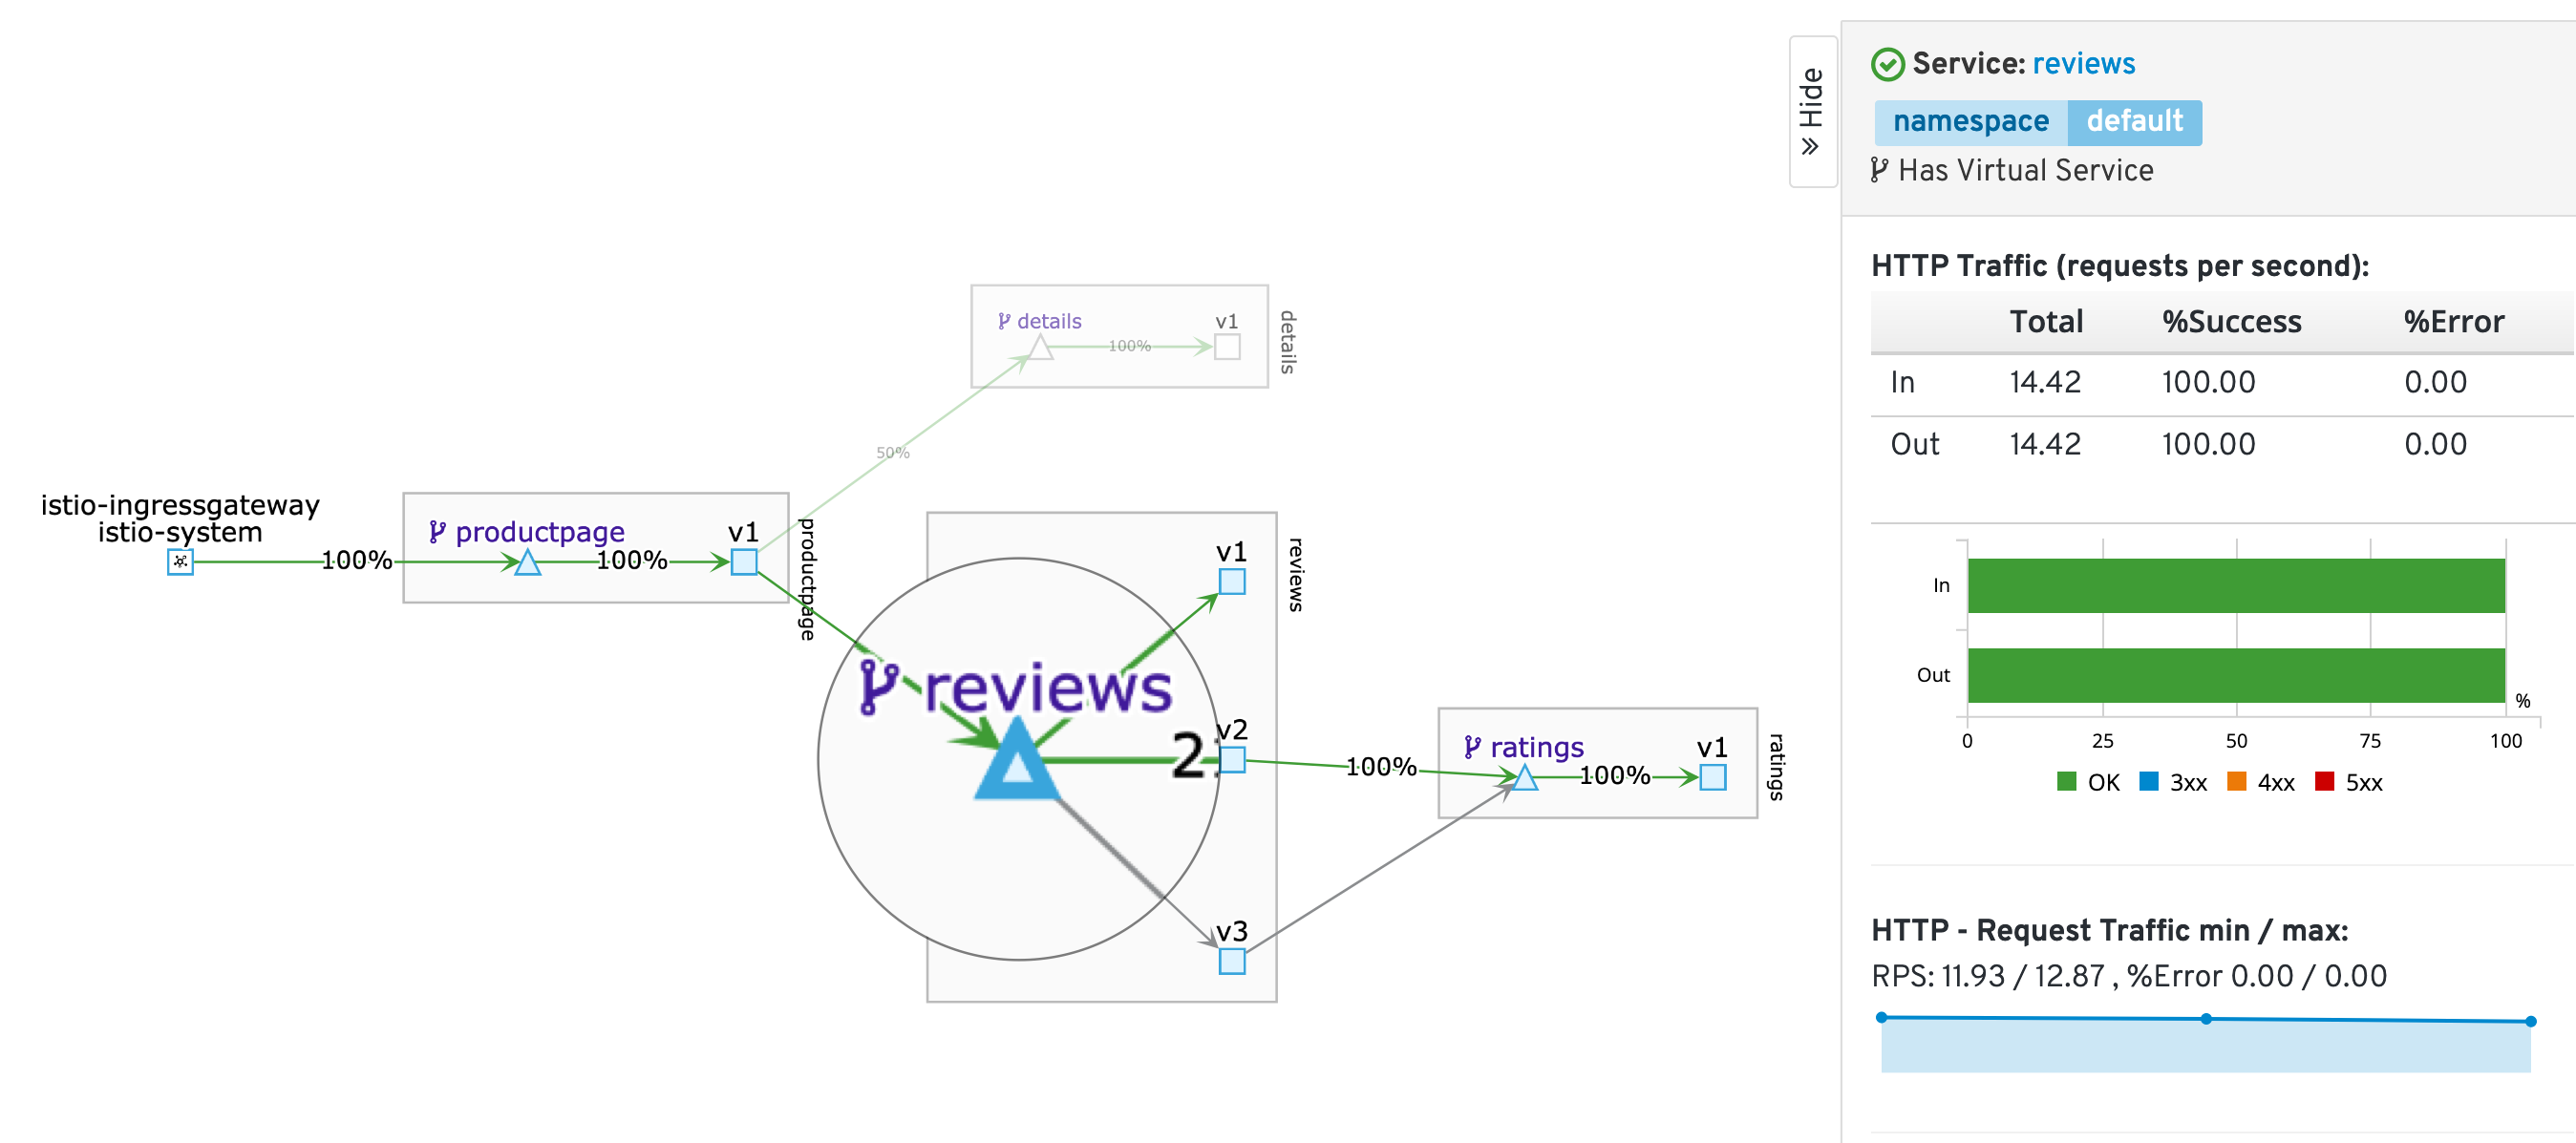 Hide
Service: reviews
namespace default
Has Virtual Service
HTTP Traffic (requests per second):
Total %Success %Error
In 14.42 100.00 0.00
Out 14.42 100.00 0.00
In
Out
%
0 25 50 75 100
OK 3xx 4xx 5xx
HTTP - Request Traffic min / max:
RPS: 11.93 / 12.87 , %Error 0.00 / 0.00
details
v1
100%
details
50%
istio-ingressgateway
istio-system
100%
productpage
100%
v1
productpage
reviews
v1
reviews
v2
v3
100%
ratings
100%
v1
ratings